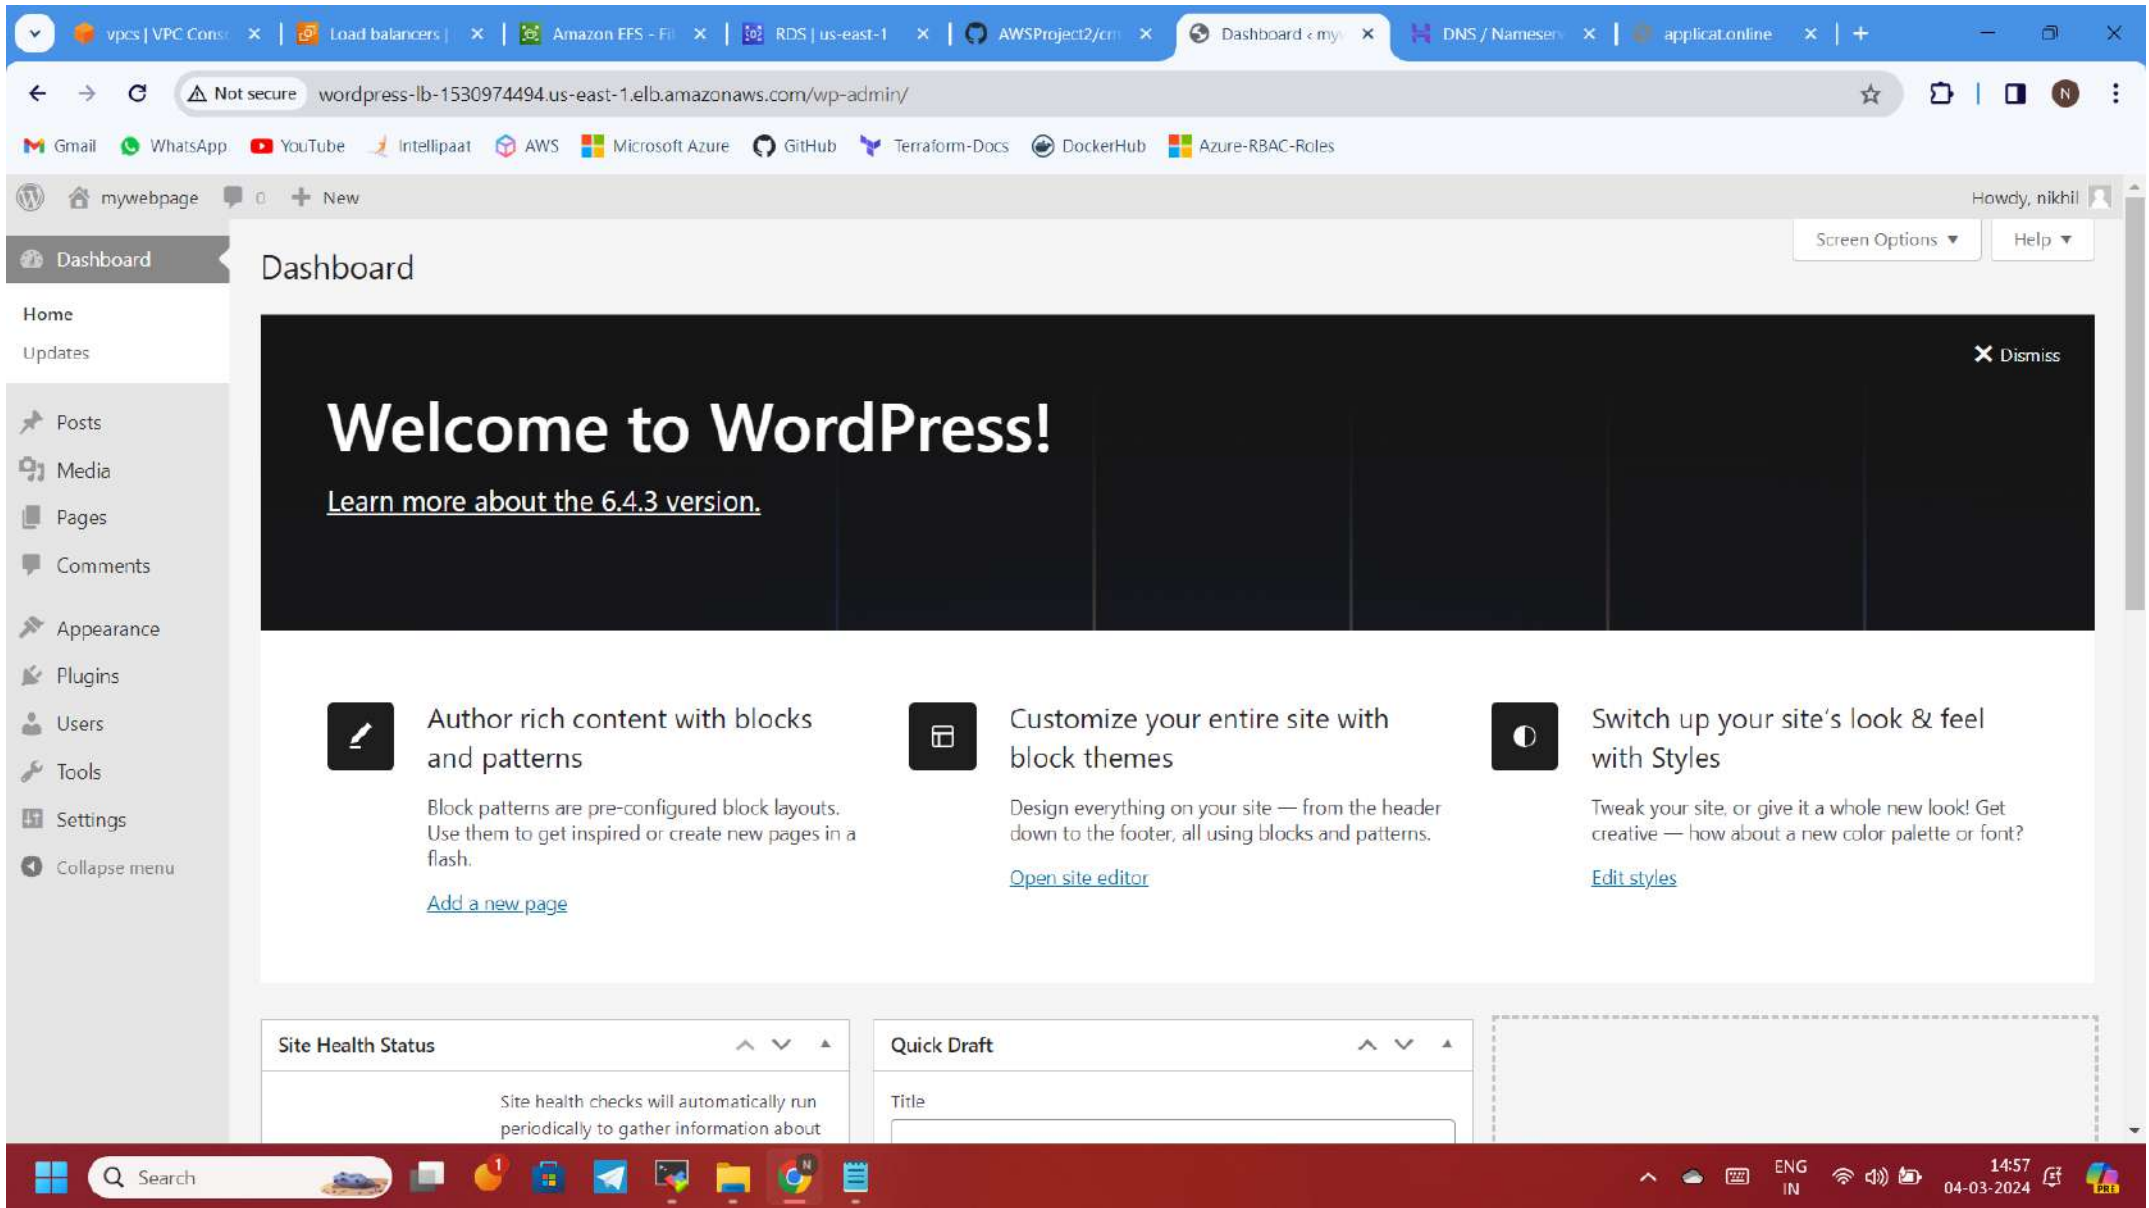 vpcs | VPC Cons
Load balancers |
Amazon EFS - Fi
RDS | us-east-1
AWSProject2/cm
Dashboard ‹ my
DNS / Nameserv
applicat.online
Not secure
wordpress-lb-1530974494.us-east-1.elb.amazonaws.com/wp-admin/
N
Gmail
WhatsApp
YouTube
Intellipaat
AWS
Microsoft Azure
GitHub
Terraform-Docs
DockerHub
Azure-RBAC-Roles
mywebpage
0
New
Howdy, nikhil
Screen Options
Help
Dashboard
Home
Updates
Posts
Media
Pages
Comments
Appearance
Plugins
Users
Tools
Settings
Collapse menu
Dashboard
Dismiss
Welcome to WordPress!
Learn more about the 6.4.3 version.
Author rich content with blocks
and patterns
Block patterns are pre-configured block layouts.
Use them to get inspired or create new pages in a
flash.
Add a new page
Customize your entire site with
block themes
Design everything on your site — from the header
down to the footer, all using blocks and patterns.
Open site editor
Switch up your site’s look & feel
with Styles
Tweak your site, or give it a whole new look! Get
creative — how about a new color palette or font?
Edit styles
Site Health Status
Site health checks will automatically run
periodically to gather information about
Quick Draft
Title
Search
1
N
ENG
IN
14:57
04-03-2024
PRE